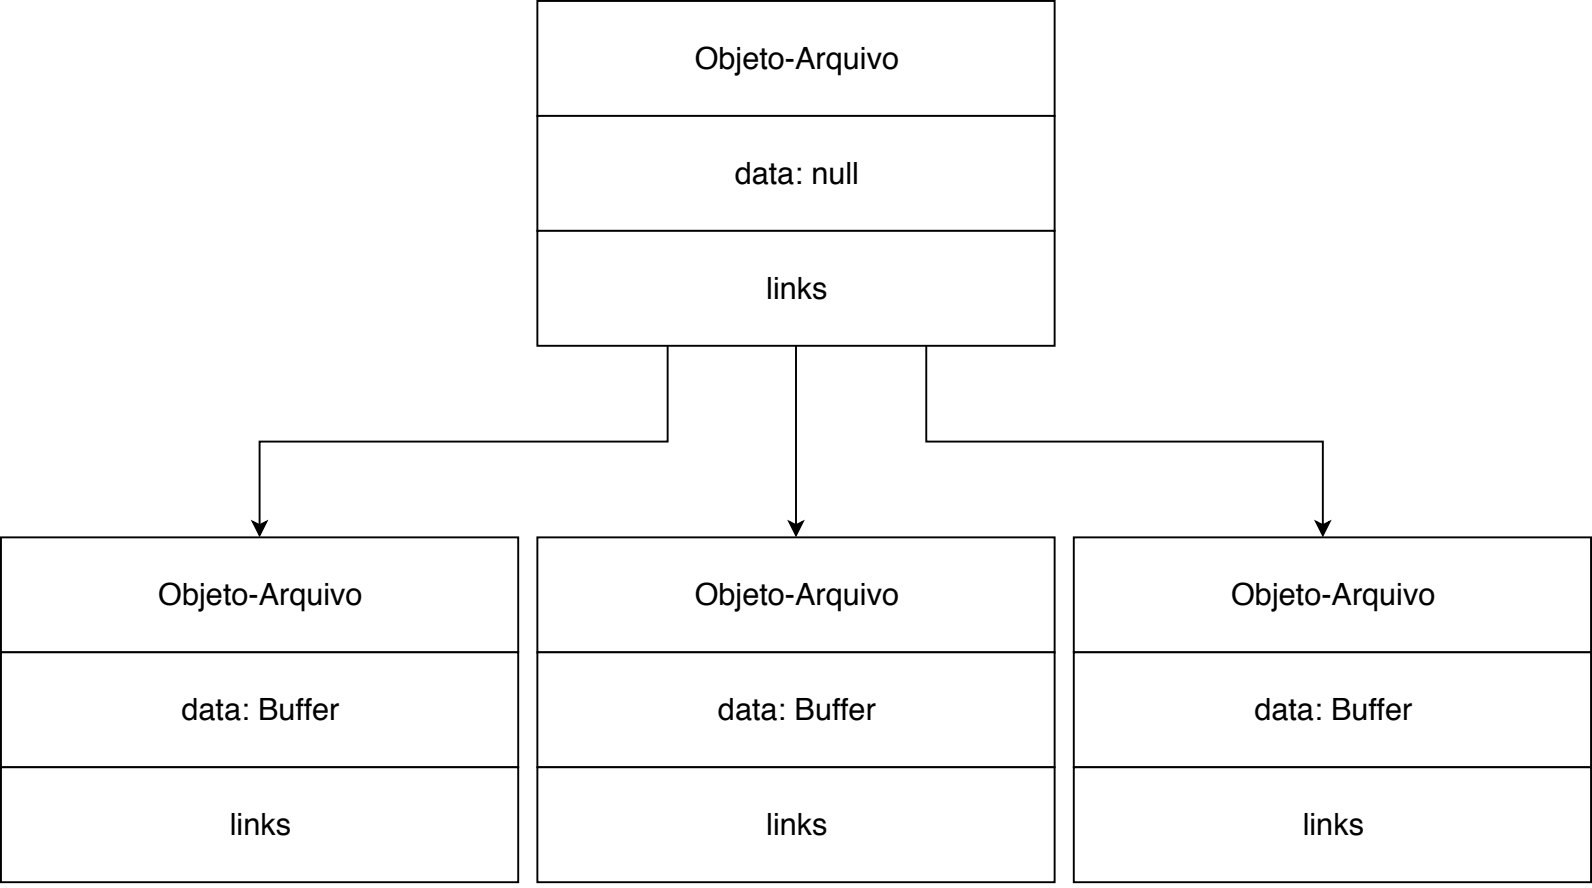 Objeto-Arquivo
data: null
links
Objeto-Arquivo
data: Buffer
links
Objeto-Arquivo
data: Buffer
links
Objeto-Arquivo
data: Buffer
links